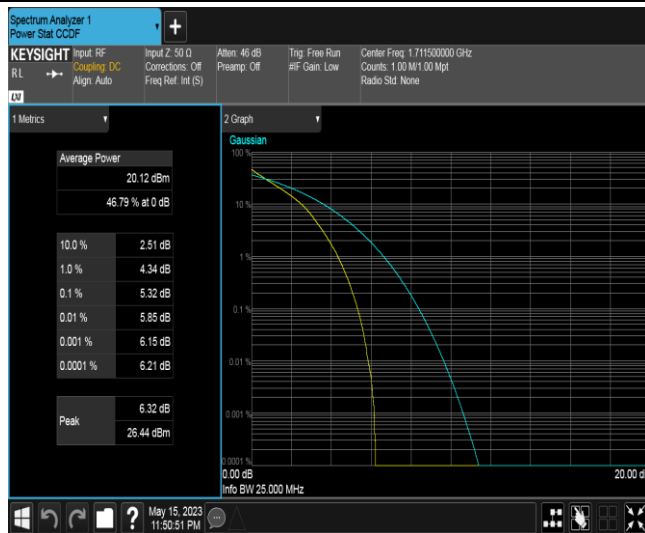 Spectrum Analyzer 1
Power Stat CCDF
+
KEYSIGHT
RL
Input: RF
Coupling: DC
Align: Auto
Input Z: 50 Ω
Corrections: Off
Freq Ref: Int (S)
Atten: 46 dB
Preamp: Off
Trig: Free Run
#IF Gain: Low
Center Freq: 1.711500000 GHz
Counts: 1.00 M/1.00 Mpt
Radio Std: None
LXI
1 Metrics
Average Power
20.12 dBm
46.79 % at 0 dB
10.0 % 2.51 dB
1.0 % 4.34 dB
0.1 % 5.32 dB
0.01 % 5.85 dB
0.001 % 6.15 dB
0.0001 % 6.21 dB
Peak
6.32 dB
26.44 dBm
2 Graph
Gaussian
100 %
10 %
1 %
0.1 %
0.01 %
0.001 %
0.0001 %
0.00 dB
20.00 d
Info BW 25.000 MHz
?
May 15, 2023
11:50:51 PM